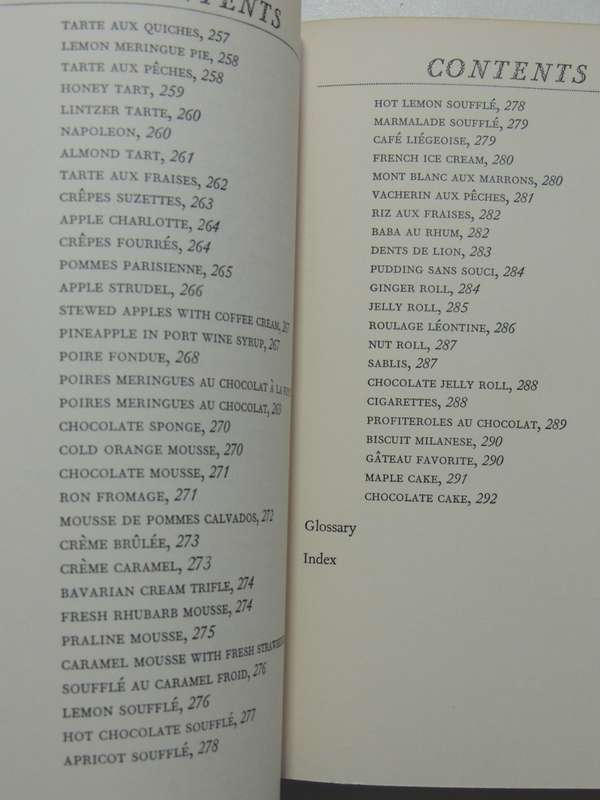 CONTENTS
TARTE AUX QUICHES, 257
LEMON MERINGUE PIE, 258
TARTE AUX PÊCHES, 258
HONEY TART, 259
LINTZER TARTE, 260
NAPOLEON, 260
ALMOND TART, 261
TARTE AUX FRAISES, 262
CRÊPES SUZETTES, 263
APPLE CHARLOTTE, 264
CRÊPES FOURRÉS, 264
POMMES PARISIENNE, 265
APPLE STRUDEL, 266
STEWED APPLES WITH COFFEE CREAM, 267
PINEAPPLE IN PORT WINE SYRUP, 267
POIRE FONDUE, 268
POIRES MERINGUES AU CHOCOLAT À LA
POIRES MERINGUES AU CHOCOLAT,
CHOCOLATE SPONGE, 270
COLD ORANGE MOUSSE, 270
CHOCOLATE MOUSSE, 271
RON FROMAGE, 271
MOUSSE DE POMMES CALVADOS, 272
CRÈME BRÛLÉE, 273
CRÈME CARAMEL, 273
BAVARIAN CREAM TRIFLE, 274
FRESH RHUBARB MOUSSE, 274
PRALINE MOUSSE, 275
CARAMEL MOUSSE WITH FRESH
SOUFFLÉ AU CARAMEL FROID, 276
LEMON SOUFFLÉ, 276
HOT CHOCOLATE SOUFFLÉ, 277
APRICOT SOUFFLÉ, 278
CONTENTS
HOT LEMON SOUFFLÉ, 278
MARMALADE SOUFFLÉ, 279
CAFÉ LIÉGEOISE, 279
FRENCH ICE CREAM, 280
MONT BLANC AUX MARRONS, 280
VACHERIN AUX PÊCHES, 281
RIZ AUX FRAISES, 282
BABA AU RHUM, 282
DENTS DE LION, 283
PUDDING SANS SOUCI, 284
GINGER ROLL, 284
JELLY ROLL, 285
ROULAGE LÉONTINE, 286
NUT ROLL, 287
SABLIS, 287
CHOCOLATE JELLY ROLL, 288
CIGARETTES, 288
PROFITEROLES AU CHOCOLAT, 289
BISCUIT MILANESE, 290
GÂTEAU FAVORITE, 290
MAPLE CAKE, 291
CHOCOLATE CAKE, 292
Glossary
Index